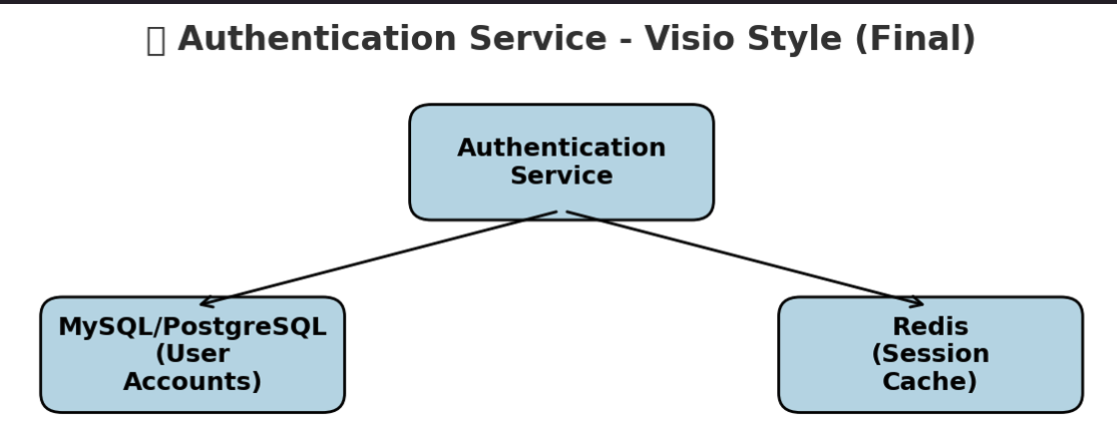 Authentication Service - Visio Style (Final)
Authentication
Service
MySQL/PostgreSQL
(User
Accounts)
Redis
(Session
Cache)